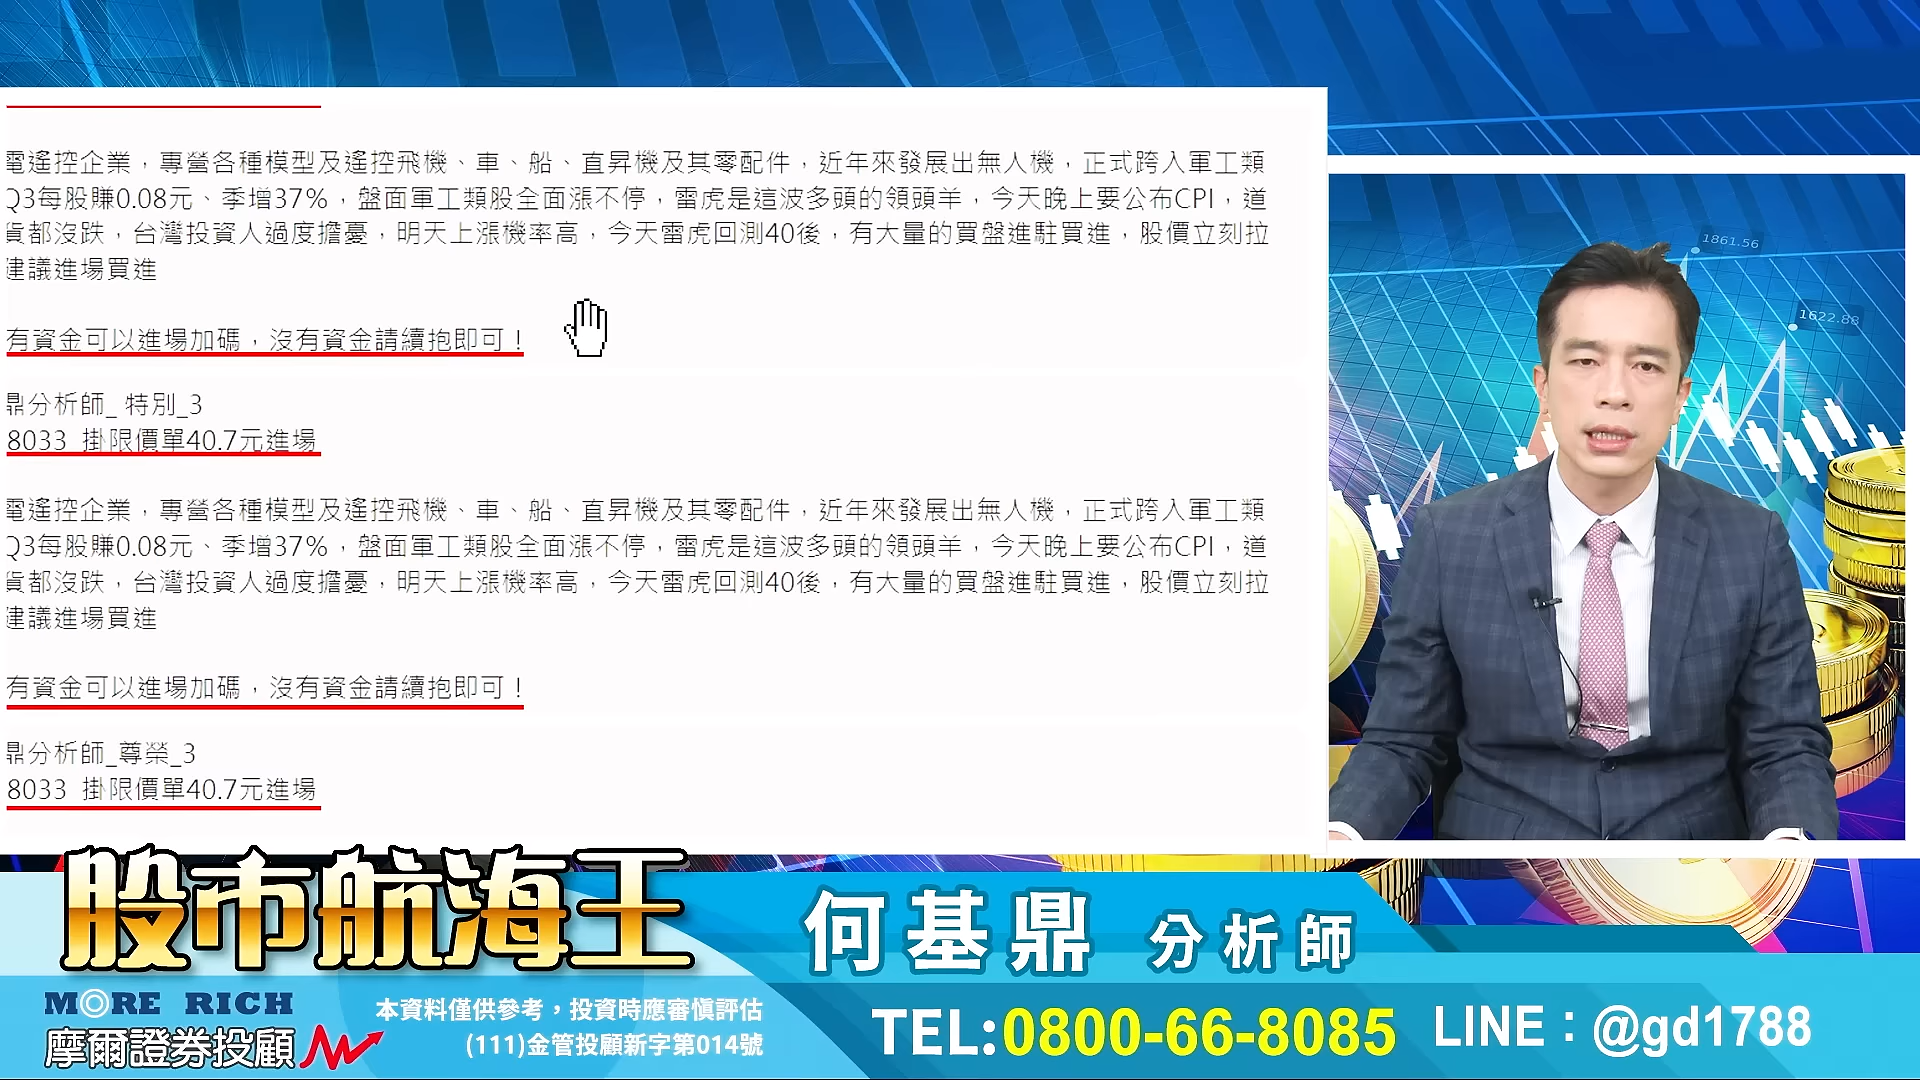 電遙控企業，專營各種模型及遙控飛機、車、船、直昇機及其零配件，近年來發展出無人機，正式跨入軍工類
Q3每股賺0.08元、季增37%，盤面軍工類股全面漲不停，雷虎是這波多頭的領頭羊，今天晚上要公布CPI，道
貨都沒跌，台灣投資人過度擔憂，明天上漲機率高，今天雷虎回測40後，有大量的買盤進駐買進，股價立刻拉
建議進場買進
有資金可以進場加碼，沒有資金請續抱即可！
鼎分析師_ 特別_3
8033 掛限價單40.7元進場
電遙控企業，專營各種模型及遙控飛機、車、船、直昇機及其零配件，近年來發展出無人機，正式跨入軍工類
Q3每股賺0.08元、季增37%，盤面軍工類股全面漲不停，雷虎是這波多頭的領頭羊，今天晚上要公布CPI，道
貨都沒跌，台灣投資人過度擔憂，明天上漲機率高，今天雷虎回測40後，有大量的買盤進駐買進，股價立刻拉
建議進場買進
有資金可以進場加碼，沒有資金請續抱即可！
鼎分析師_尊榮_3
8033 掛限價單40.7元進場
1861.56
1622.88
股市航海王
何基鼎 分析師
MORE RICH
摩爾證券投顧
本資料僅供參考，投資時應審慎評估
(111)金管投顧新字第014號
TEL:0800-66-8085
LINE：@gd1788